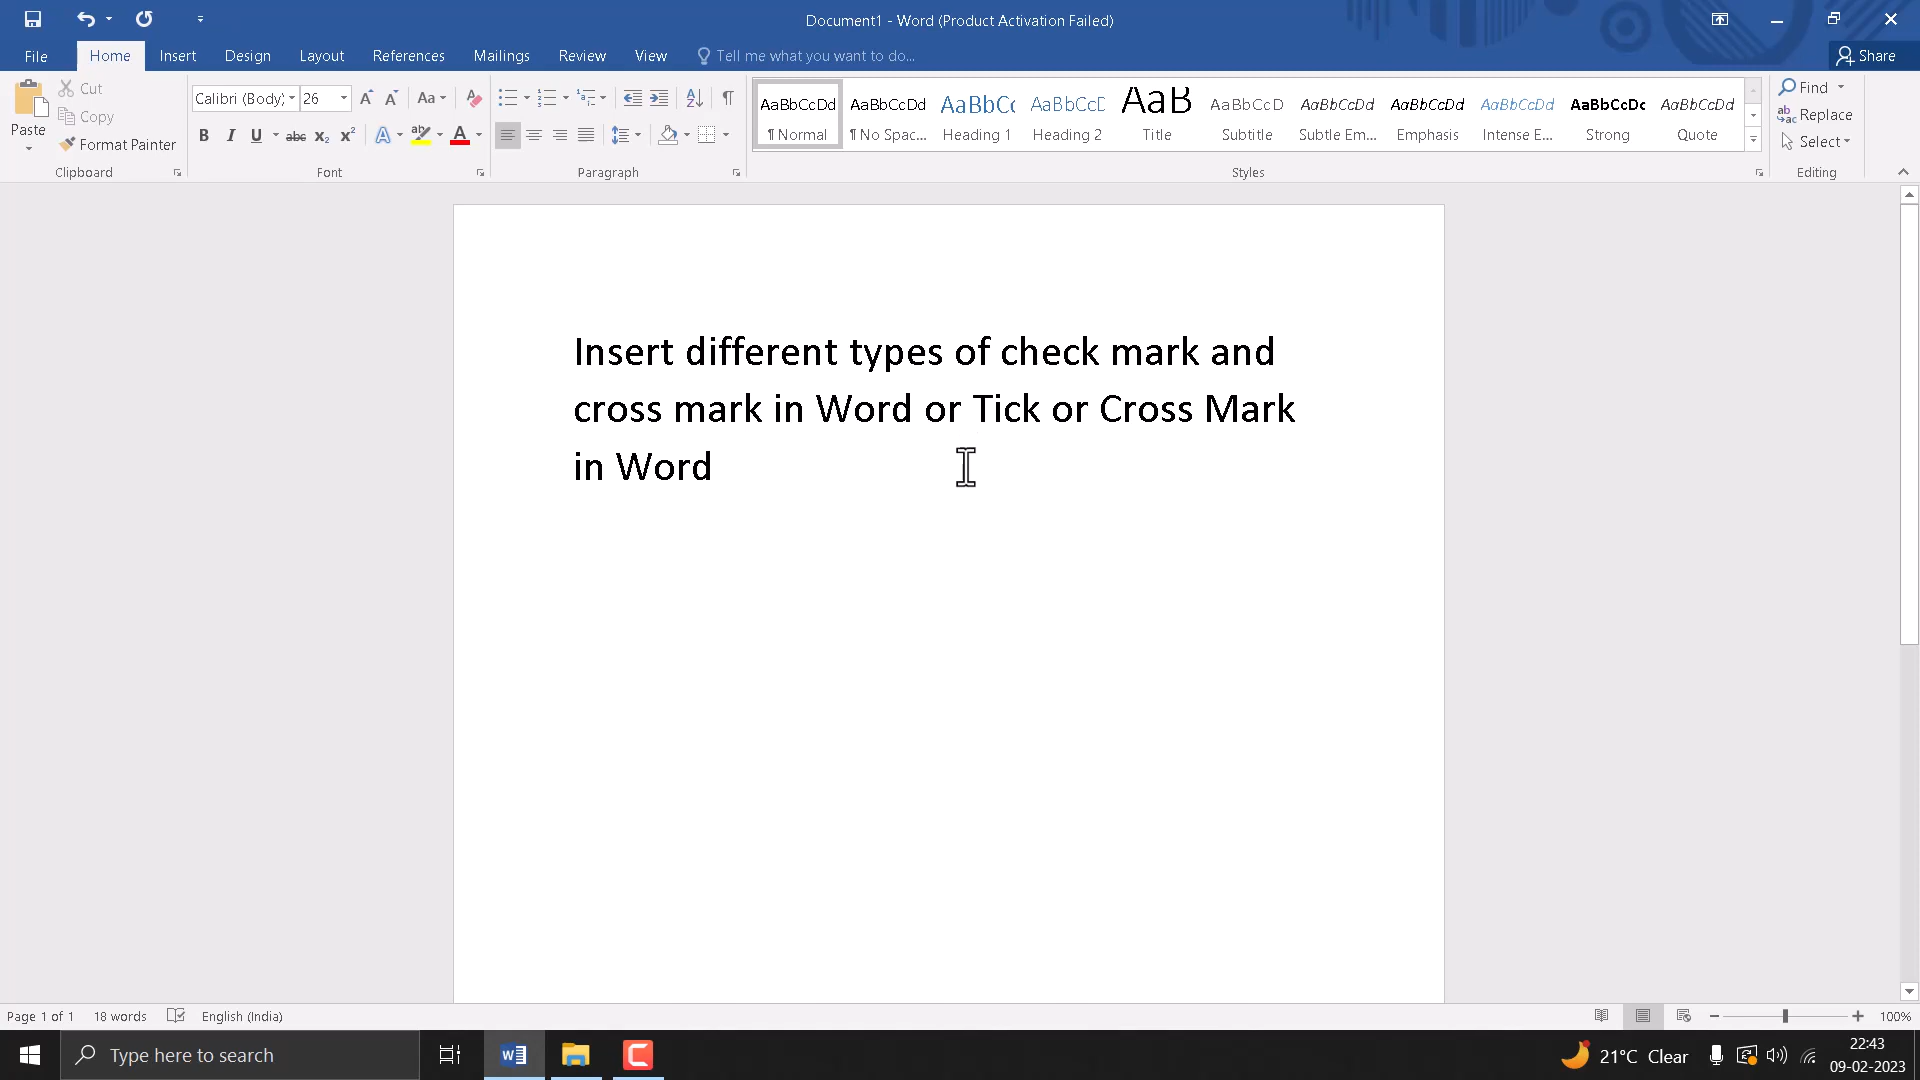 Document1 - Word (Product Activation Failed)
File Home Insert Design Layout References Mailings Review View Tell me what you want to do... Share
Cut
Copy
Format Painter
Paste
Clipboard
Calibri (Body) 26
Font
Paragraph
AaBbCcDd AaBbCcDd AaBbCc AaBbCcD AaB AaBbCcD AaBbCcDd AaBbCcDd AaBbCcDd AaBbCcDc AaBbCcDd
¶ Normal ¶ No Spac... Heading 1 Heading 2 Title Subtitle Subtle Em... Emphasis Intense E... Strong Quote
Styles
Find
Replace
Select
Editing
Insert different types of check mark and
cross mark in Word or Tick or Cross Mark
in Word
Page 1 of 1 18 words English (India) 100%
Type here to search
21°C Clear
22:43
09-02-2023